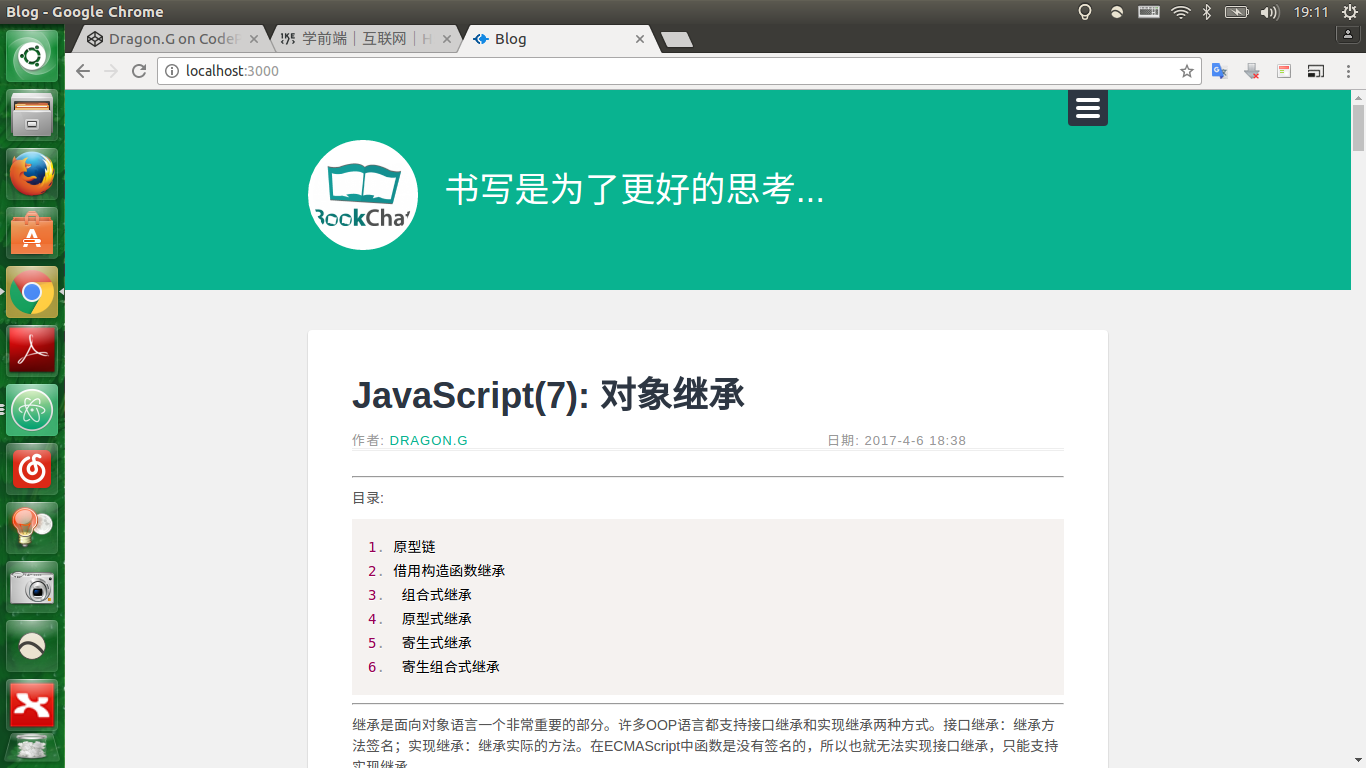 Blog - Google Chrome
19:11
Dragon.G on CodeP
学前端｜互联网｜H
Blog
localhost:3000
BookChat
书写是为了更好的思考...
JavaScript(7): 对象继承
作者: DRAGON.G 日期: 2017-4-6 18:38
目录:
1. 原型链
2. 借用构造函数继承
3. 组合式继承
4. 原型式继承
5. 寄生式继承
6. 寄生组合式继承
继承是面向对象语言一个非常重要的部分。许多OOP语言都支持接口继承和实现继承两种方式。接口继承：继承方
法签名；实现继承：继承实际的方法。在ECMAScript中函数是没有签名的，所以也就无法实现接口继承，只能支持
实现继承